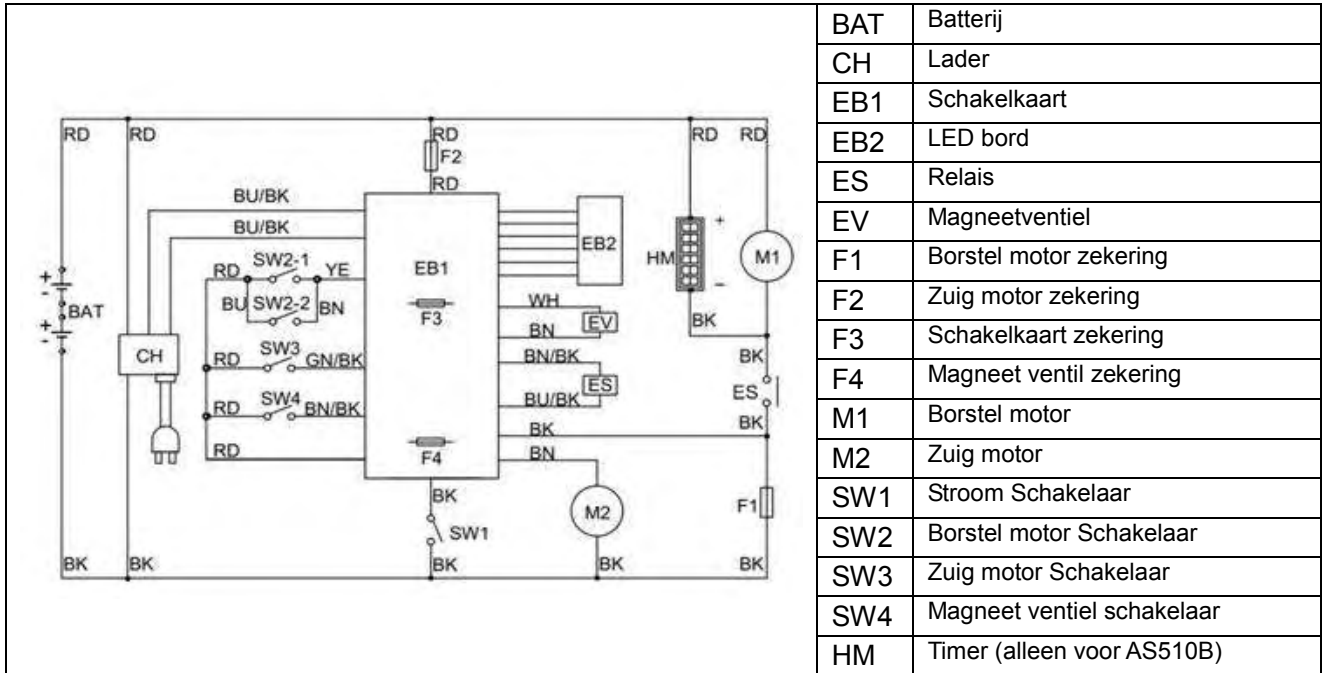 RD
RD
RD
F2
RD
RD
RD
BU/BK
BU/BK
RD
SW2-1
YE
BU
SW2-2
BN
SW3
RD
GN/BK
SW4
RD
BN/BK
RD
EB1
F3
F4
EB2
WH
EV
BN
BN/BK
ES
BU/BK
BK
BN
+
-
BAT
+
-
CH
HM
+
-
M1
BK
BK
ES
BK
F1
M2
BK
SW1
BK
BK
BK
BK
BK
BAT Batterij
CH Lader
EB1 Schakelkaart
EB2 LED bord
ES Relais
EV Magneetventiel
F1 Borstel motor zekering
F2 Zuig motor zekering
F3 Schakelkaart zekering
F4 Magneet ventil zekering
M1 Borstel motor
M2 Zuig motor
SW1 Stroom Schakelaar
SW2 Borstel motor Schakelaar
SW3 Zuig motor Schakelaar
SW4 Magneet ventiel schakelaar
HM Timer (alleen voor AS510B)